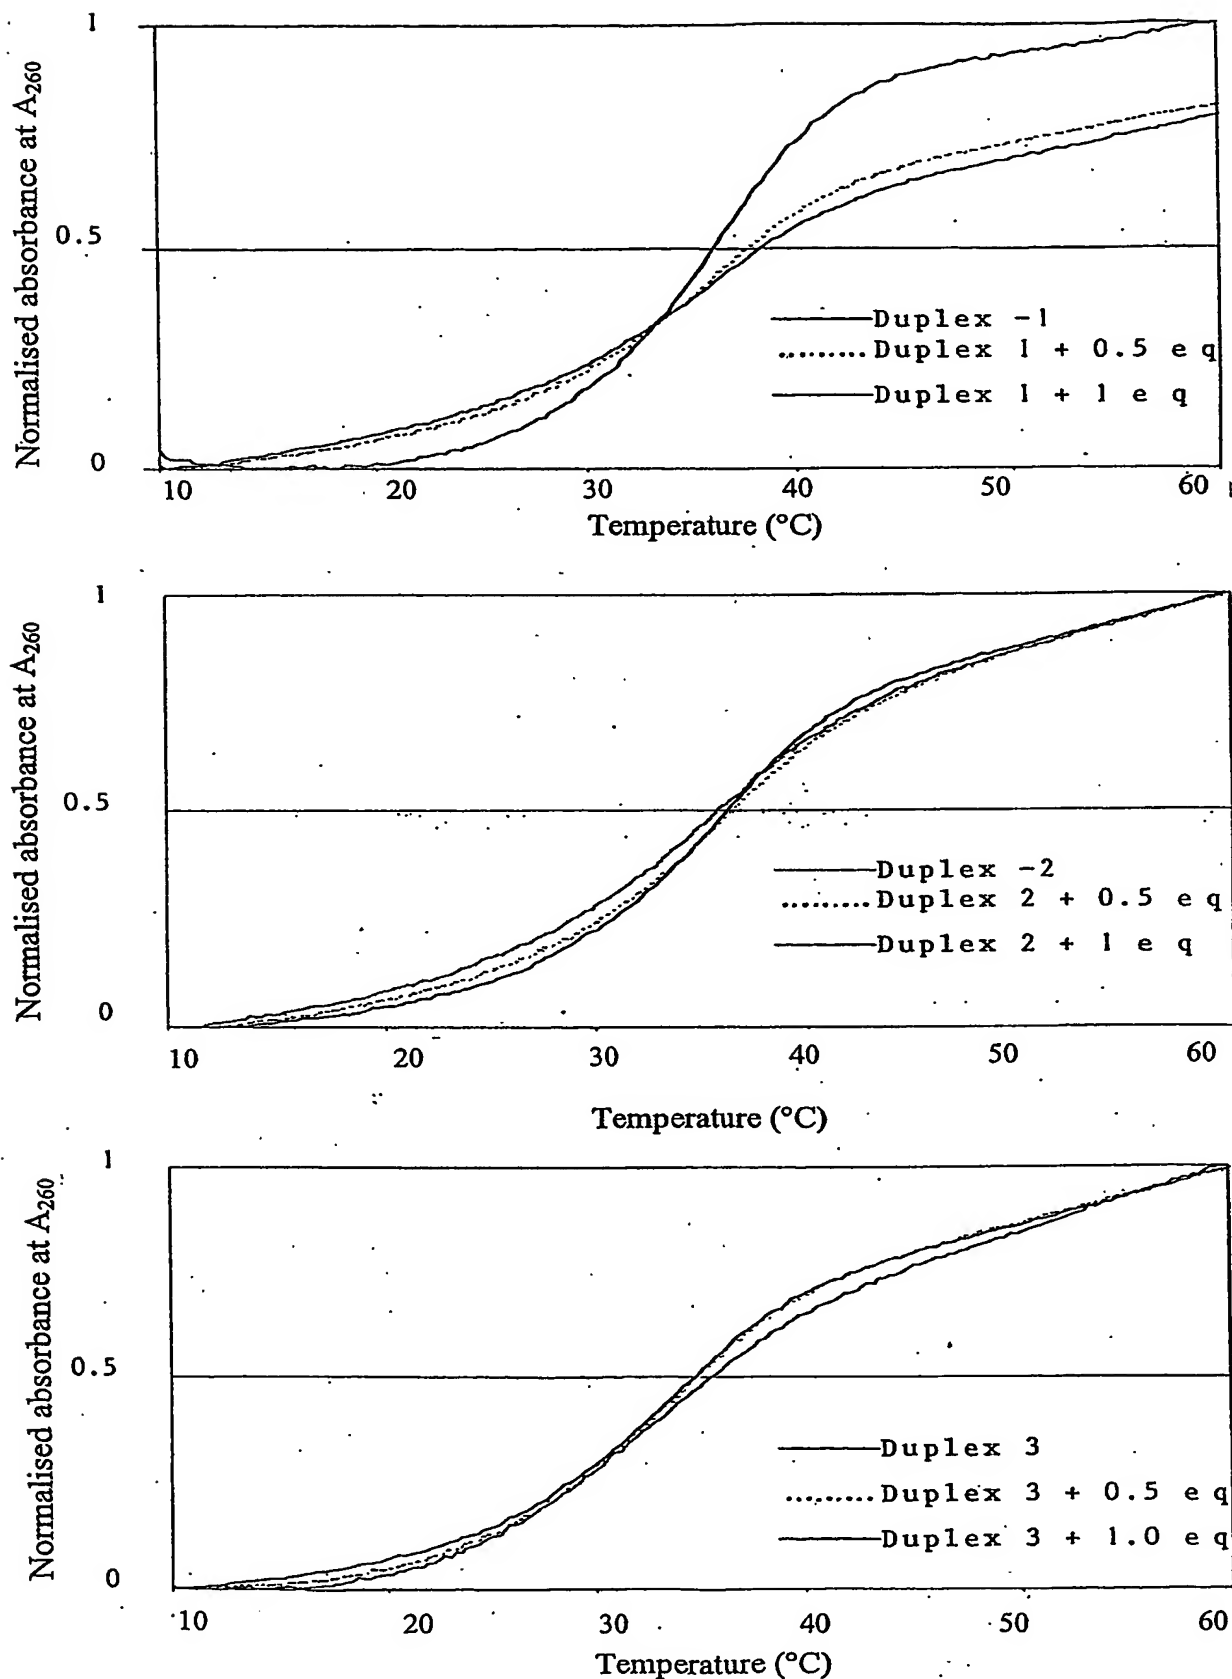 1
Normalised absorbance at A260
0.5
0
Duplex -1
Duplex 1 + 0.5 eq
Duplex 1 + 1 eq
10 20 30 40 50 60
Temperature (°C)
1
Normalised absorbance at A260
0.5
0
Duplex -2
Duplex 2 + 0.5 eq
Duplex 2 + 1 eq
10 20 30 40 50 60
Temperature (°C)
1
Normalised absorbance at A260
0.5
0
Duplex 3
Duplex 3 + 0.5 eq
Duplex 3 + 1.0 eq
10 20 30 40 50 60
Temperature (°C)